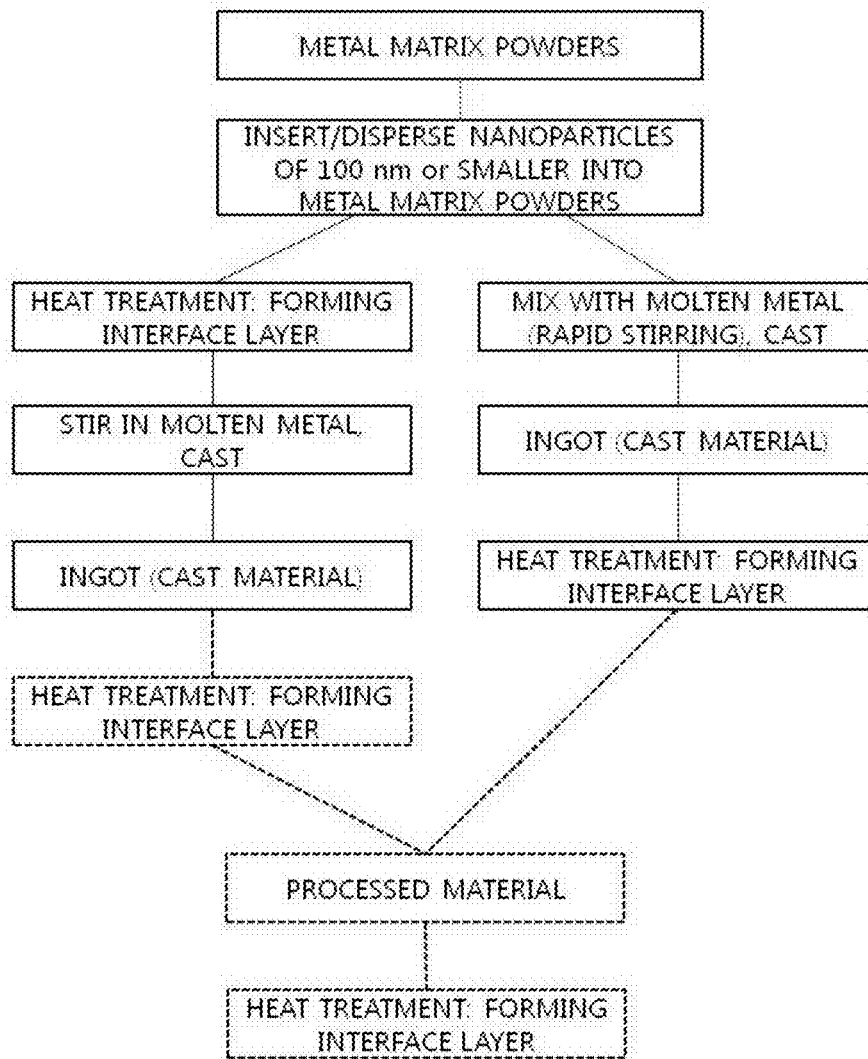 METAL MATRIX POWDERS
INSERT/DISPERSE NANOPARTICLES
OF 100 nm or SMALLER INTO
METAL MATRIX POWDERS
HEAT TREATMENT: FORMING
INTERFACE LAYER
STIR IN MOLTEN METAL,
CAST
INGOT (CAST MATERIAL)
HEAT TREATMENT: FORMING
INTERFACE LAYER
MIX WITH MOLTEN METAL
(RAPID STIRRING), CAST
INGOT (CAST MATERIAL)
HEAT TREATMENT: FORMING
INTERFACE LAYER
PROCESSED MATERIAL
HEAT TREATMENT: FORMING
INTERFACE LAYER